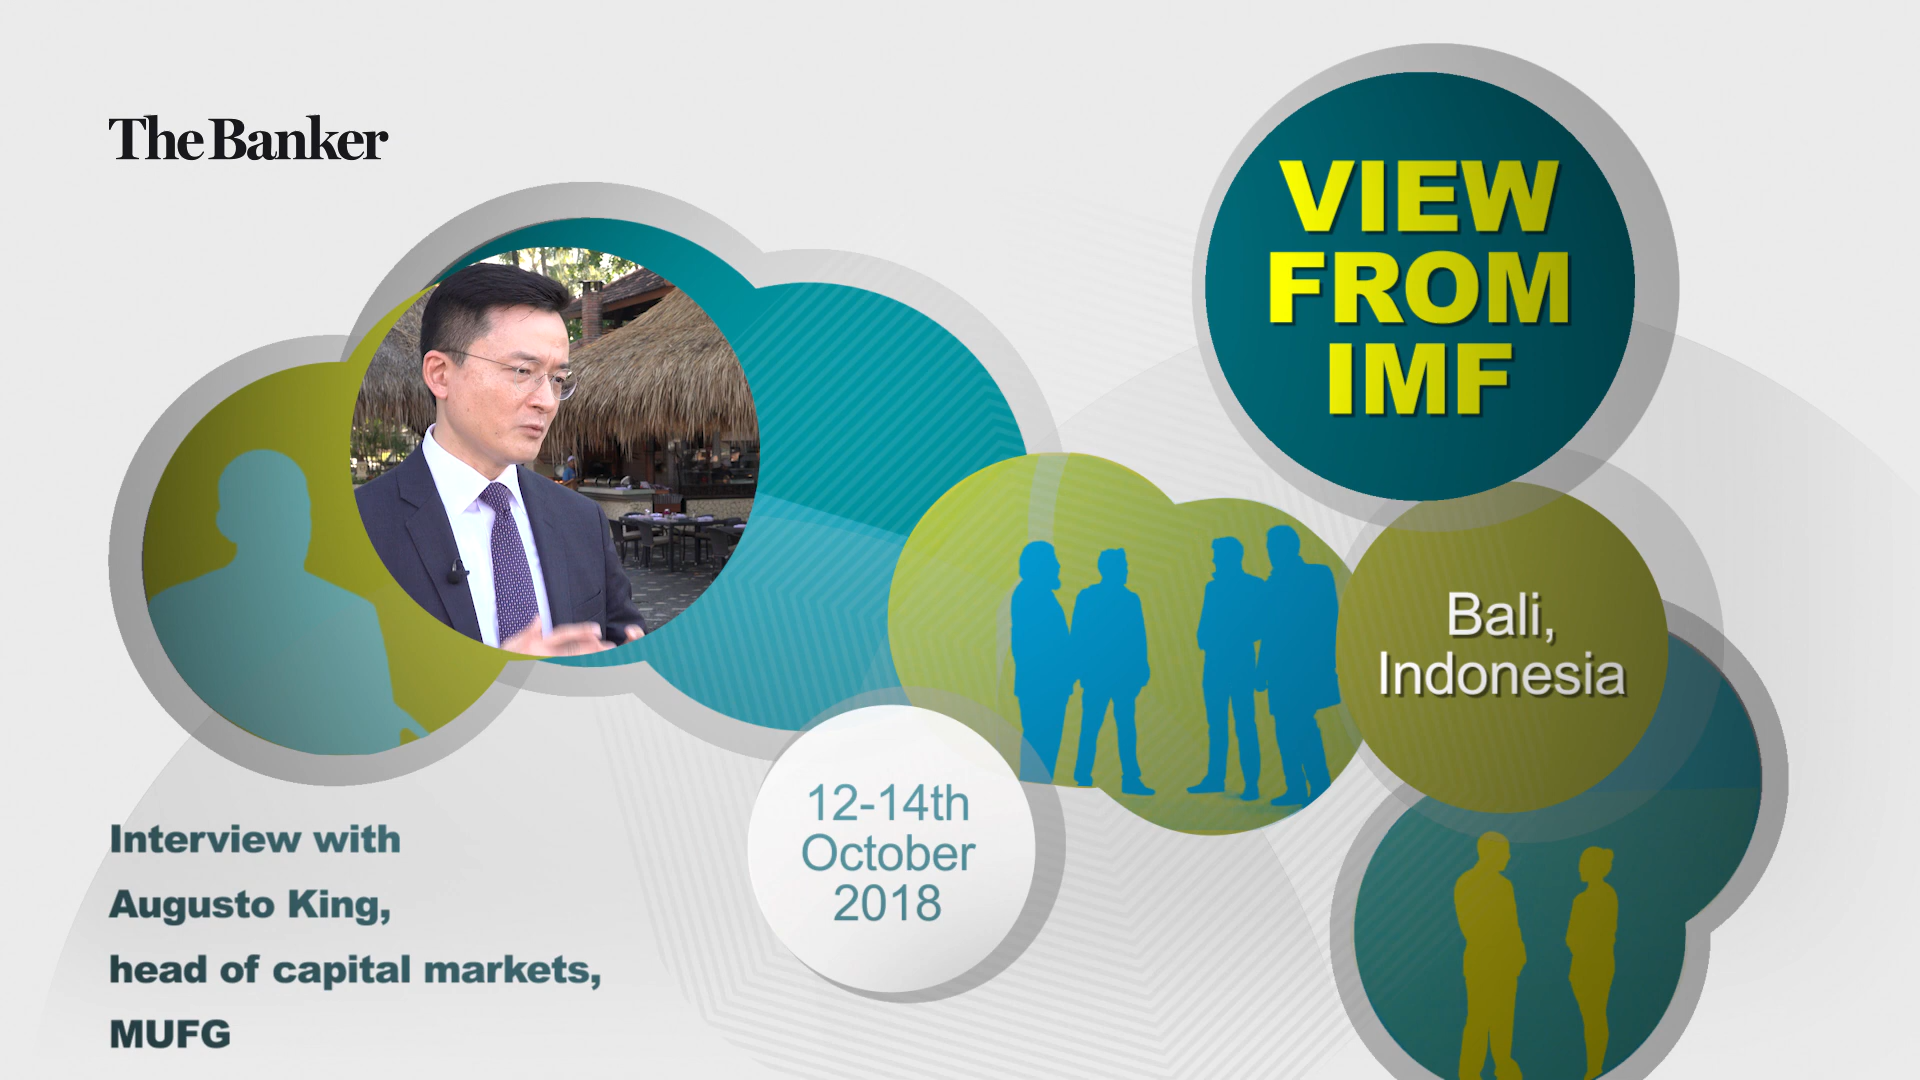 The Banker
VIEW
FROM
IMF
Bali,
Indonesia
12-14th
October
2018
Interview with
Augusto King,
head of capital markets,
MUFG